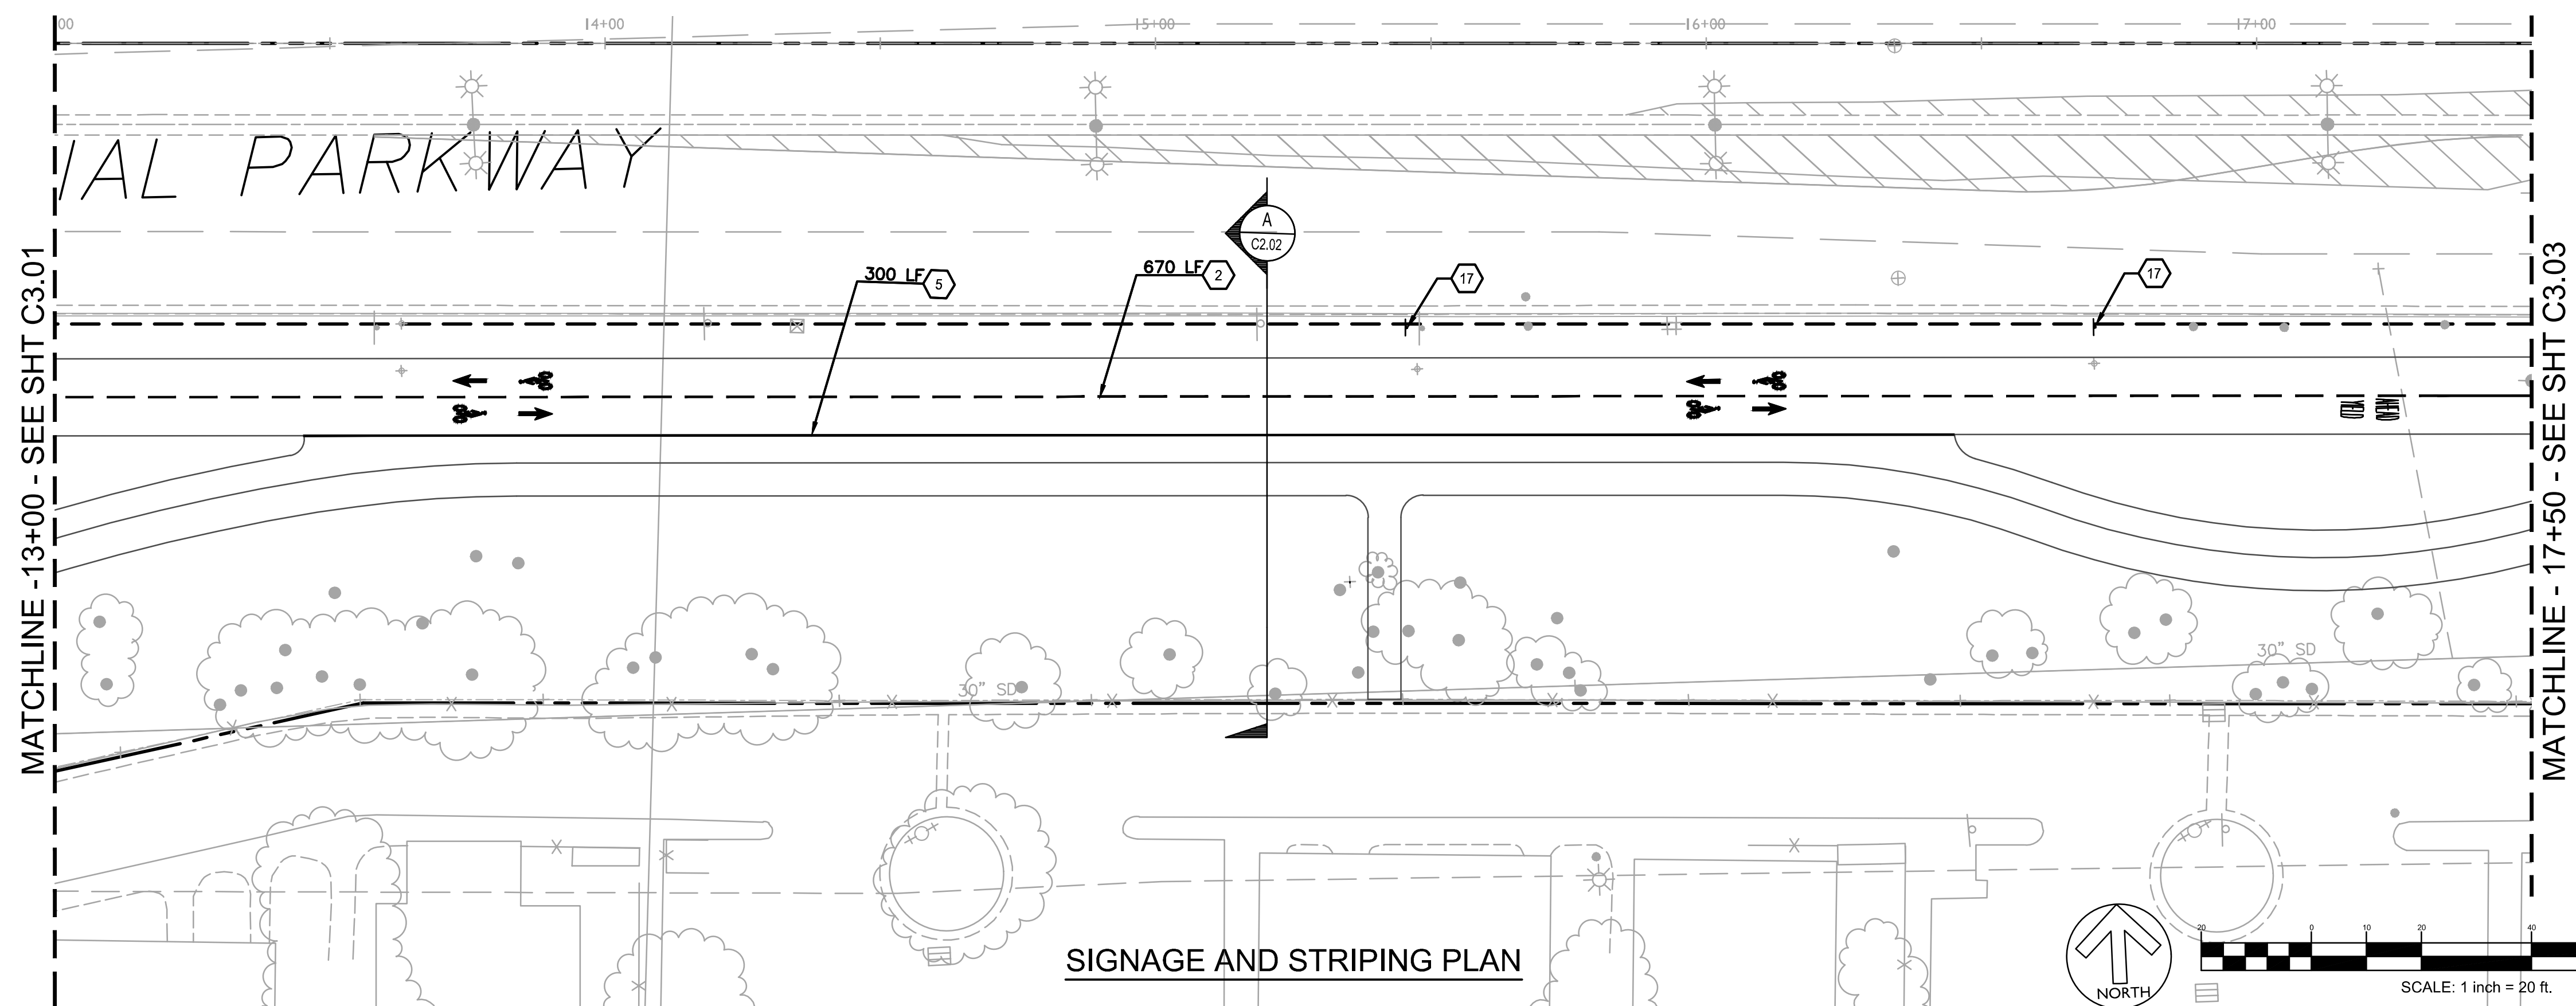 00
14+00
15+00
16+00
17+00
IAL PARKWAY
MATCHLINE -13+00 - SEE SHT C3.01
A
C2.02
300 LF 5
670 LF 2
17
17
MATCHLINE - 17+50 - SEE SHT C3.03
30" SD
30" SD
SIGNAGE AND STRIPING PLAN
NORTH
20 0 10 20 40
SCALE: 1 inch = 20 ft.